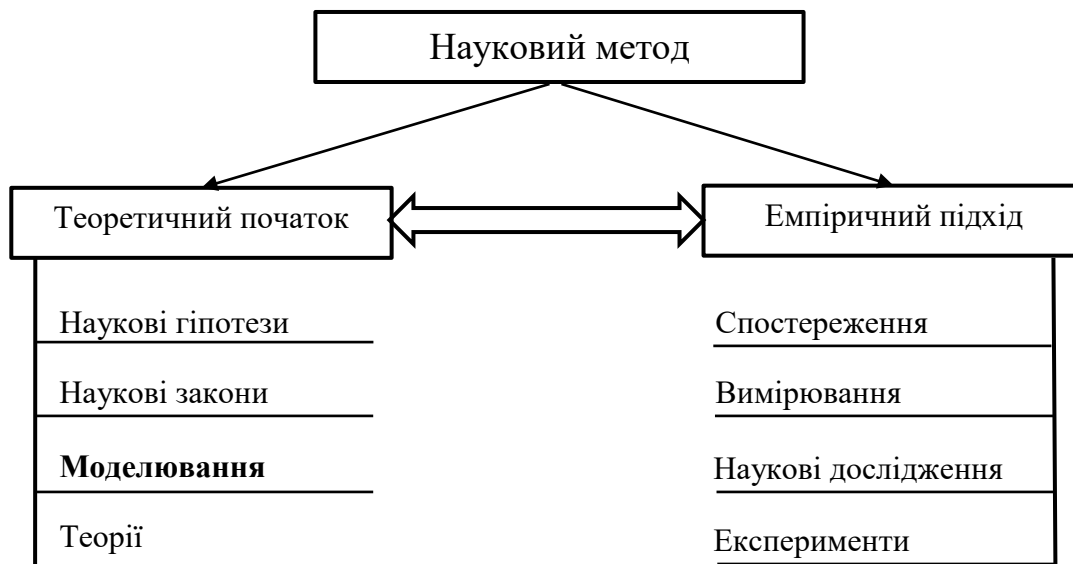 Науковий метод
Теоретичний початок
Емпіричний підхід
Наукові гіпотези
Наукові закони
Моделювання
Теорії
Спостереження
Вимірювання
Наукові дослідження
Експерименти